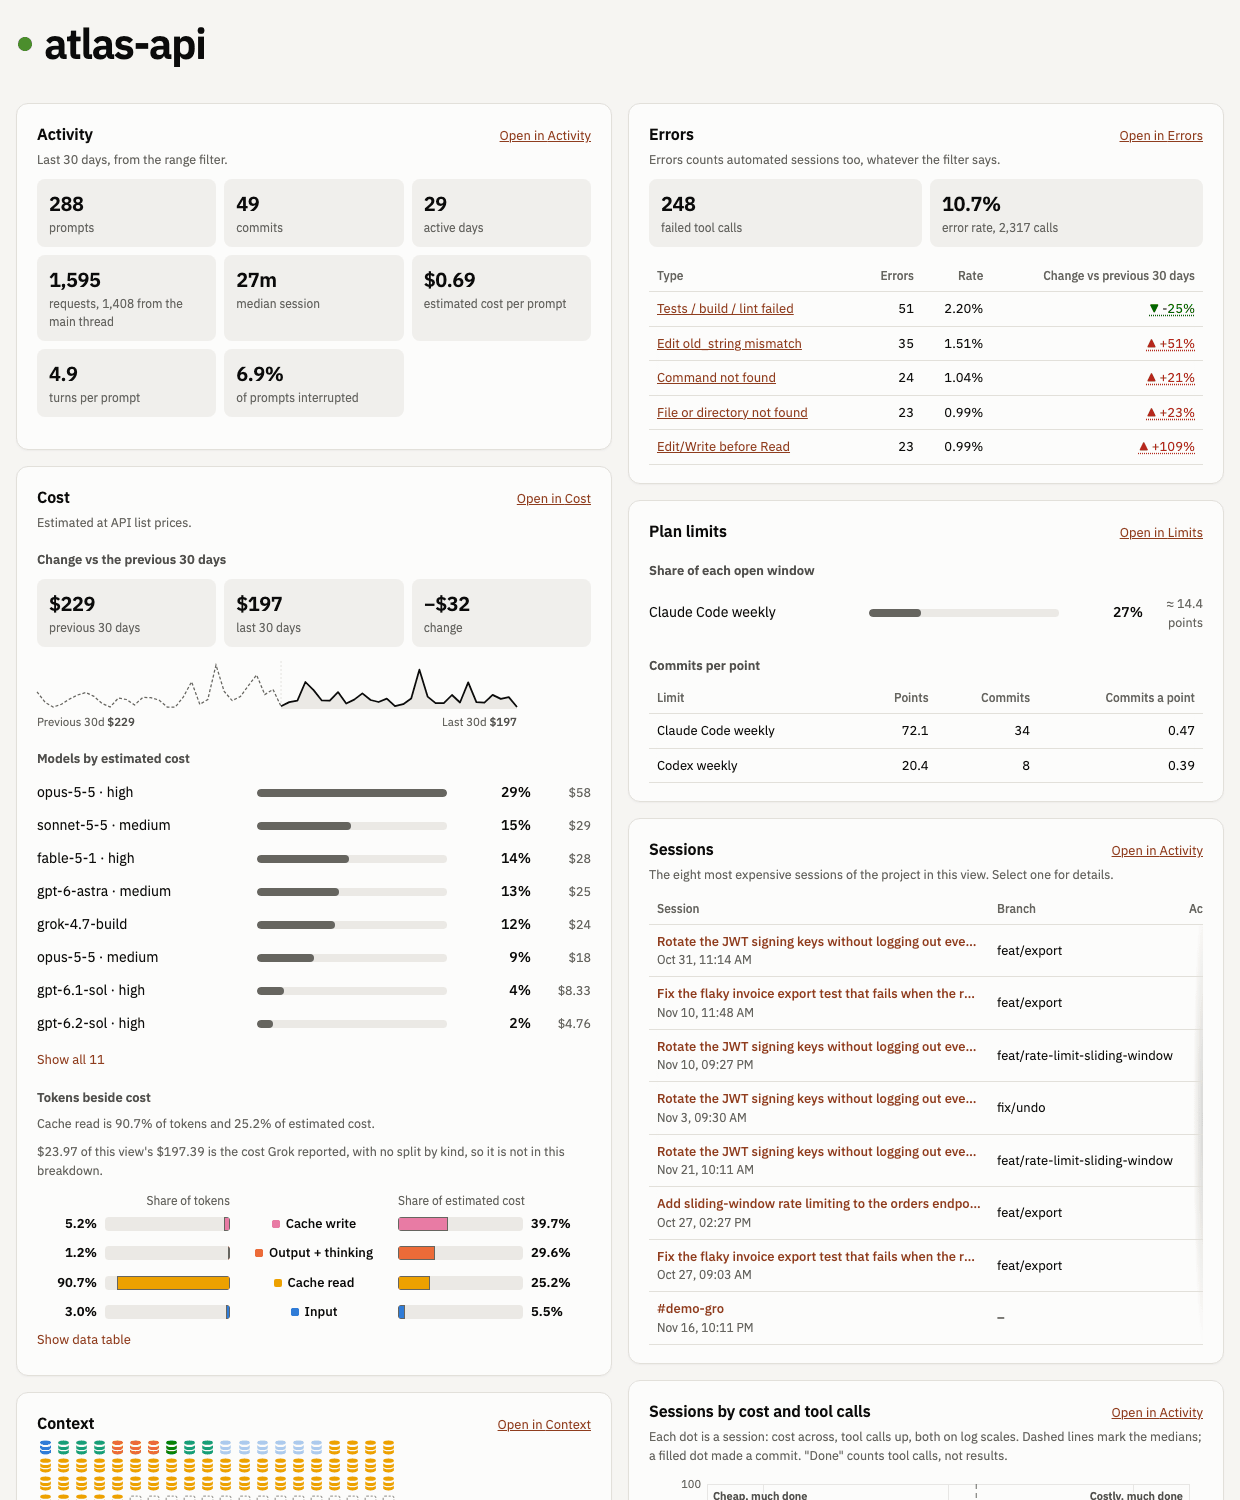 atlas-api
Activity
Open in Activity
Last 30 days, from the range filter.
288
prompts
49
commits
29
active days
1,595
requests, 1,408 from the
main thread
27m
median session
$0.69
estimated cost per prompt
4.9
turns per prompt
6.9%
of prompts interrupted
Cost
Open in Cost
Estimated at API list prices.
Change vs the previous 30 days
$229
previous 30 days
$197
last 30 days
−$32
change
Previous 30d $229
Last 30d $197
Models by estimated cost
opus-5-5 · high 29% $58
sonnet-5-5 · medium 15% $29
fable-5-1 · high 14% $28
gpt-6-astra · medium 13% $25
grok-4.7-build 12% $24
opus-5-5 · medium 9% $18
gpt-6.1-sol · high 4% $8.33
gpt-6.2-sol · high 2% $4.76
Show all 11
Tokens beside cost
Cache read is 90.7% of tokens and 25.2% of estimated cost.
$23.97 of this view's $197.39 is the cost Grok reported, with no split by kind, so it is not in this
breakdown.
Share of tokens Share of estimated cost
5.2% Cache write 39.7%
1.2% Output + thinking 29.6%
90.7% Cache read 25.2%
3.0% Input 5.5%
Show data table
Context
Open in Context
Errors
Open in Errors
Errors counts automated sessions too, whatever the filter says.
248
failed tool calls
10.7%
error rate, 2,317 calls
Type Errors Rate Change vs previous 30 days
Tests / build / lint failed 51 2.20% ▼ -25%
Edit old_string mismatch 35 1.51% ▲ +51%
Command not found 24 1.04% ▲ +21%
File or directory not found 23 0.99% ▲ +23%
Edit/Write before Read 23 0.99% ▲ +109%
Plan limits
Open in Limits
Share of each open window
Claude Code weekly 27% ≈ 14.4
points
Commits per point
Limit Points Commits Commits a point
Claude Code weekly 72.1 34 0.47
Codex weekly 20.4 8 0.39
Sessions
Open in Activity
The eight most expensive sessions of the project in this view. Select one for details.
Session Branch Ac
Rotate the JWT signing keys without logging out eve…
Oct 31, 11:14 AM
feat/export
Fix the flaky invoice export test that fails when the r…
Nov 10, 11:48 AM
feat/export
Rotate the JWT signing keys without logging out eve…
Nov 10, 09:27 PM
feat/rate-limit-sliding-window
Rotate the JWT signing keys without logging out eve…
Nov 3, 09:30 AM
fix/undo
Rotate the JWT signing keys without logging out eve…
Nov 21, 10:11 AM
feat/rate-limit-sliding-window
Add sliding-window rate limiting to the orders endpo…
Oct 27, 02:27 PM
feat/export
Fix the flaky invoice export test that fails when the r…
Oct 27, 09:03 AM
feat/export
#demo-gro
Nov 16, 10:11 PM
–
Sessions by cost and tool calls
Open in Activity
Each dot is a session: cost across, tool calls up, both on log scales. Dashed lines mark the medians;
a filled dot made a commit. "Done" counts tool calls, not results.
100
Cheap, much done
Costly, much done